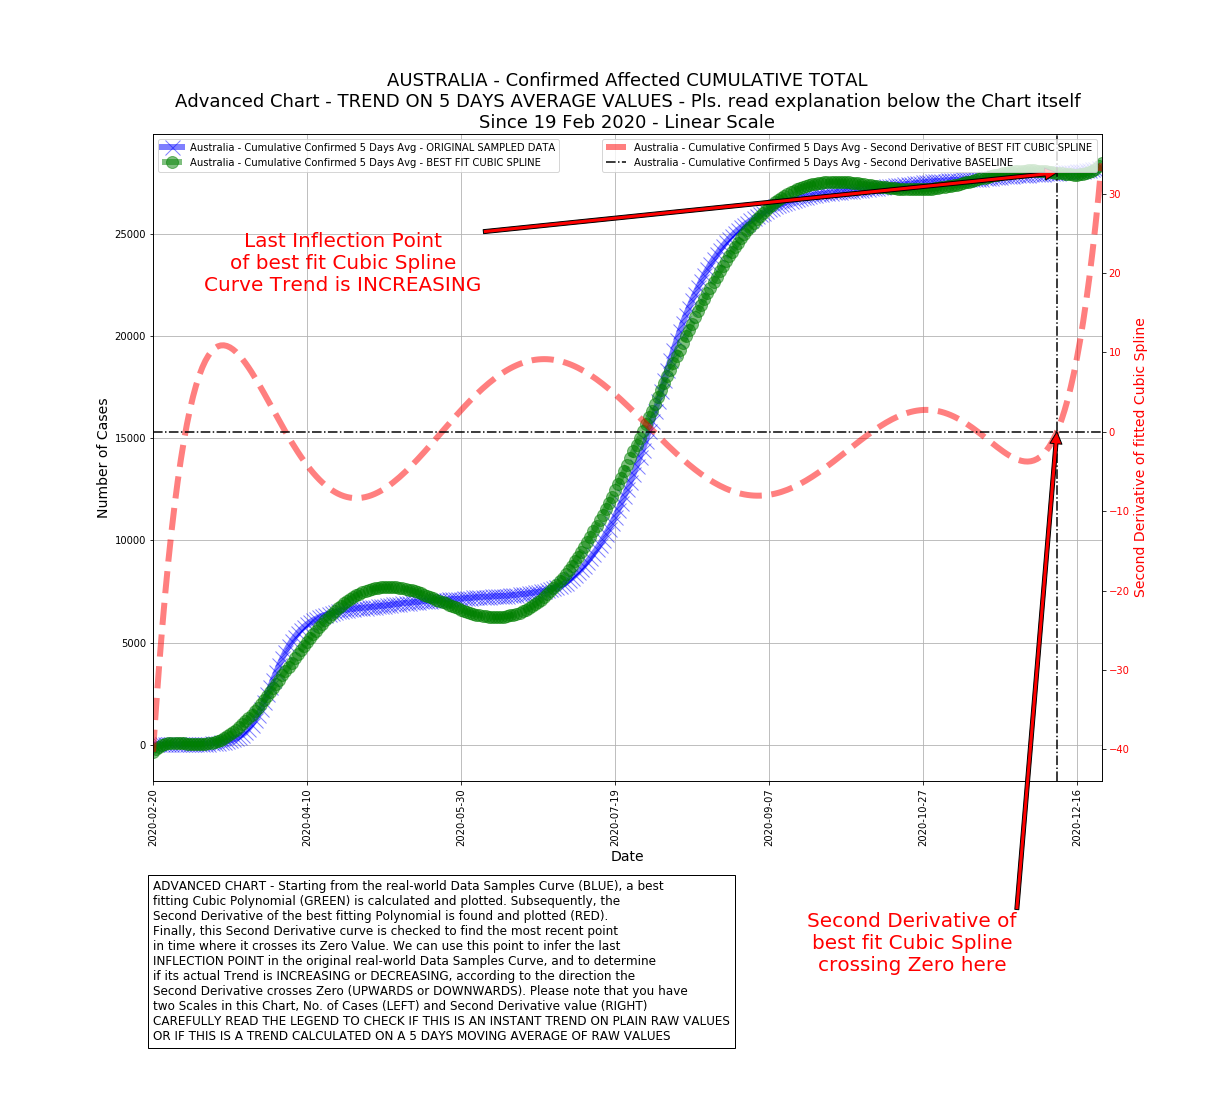 AUSTRALIA - Confirmed Affected CUMULATIVE TOTAL
Advanced Chart - TREND ON 5 DAYS AVERAGE VALUES - Pls. read explanation below the Chart itself
Since 19 Feb 2020 - Linear Scale
Australia - Cumulative Confirmed 5 Days Avg - ORIGINAL SAMPLED DATA
Australia - Cumulative Confirmed 5 Days Avg - BEST FIT CUBIC SPLINE
Australia - Cumulative Confirmed 5 Days Avg - Second Derivative of BEST FIT CUBIC SPLINE
Australia - Cumulative Confirmed 5 Days Avg - Second Derivative BASELINE
Last Inflection Point
of best fit Cubic Spline
Curve Trend is INCREASING
Number of Cases
25000
20000
15000
10000
5000
0
30
20
10
0
−10
−20
−30
−40
Second Derivative of fitted Cubic Spline
2020-02-20
2020-04-10
2020-05-30
2020-07-19
2020-09-07
2020-10-27
2020-12-16
Date
Second Derivative of
best fit Cubic Spline
crossing Zero here
ADVANCED CHART - Starting from the real-world Data Samples Curve (BLUE), a best
fitting Cubic Polynomial (GREEN) is calculated and plotted. Subsequently, the
Second Derivative of the best fitting Polynomial is found and plotted (RED).
Finally, this Second Derivative curve is checked to find the most recent point
in time where it crosses its Zero Value. We can use this point to infer the last
INFLECTION POINT in the original real-world Data Samples Curve, and to determine
if its actual Trend is INCREASING or DECREASING, according to the direction the
Second Derivative crosses Zero (UPWARDS or DOWNWARDS). Please note that you have
two Scales in this Chart, No. of Cases (LEFT) and Second Derivative value (RIGHT)
CAREFULLY READ THE LEGEND TO CHECK IF THIS IS AN INSTANT TREND ON PLAIN RAW VALUES
OR IF THIS IS A TREND CALCULATED ON A 5 DAYS MOVING AVERAGE OF RAW VALUES